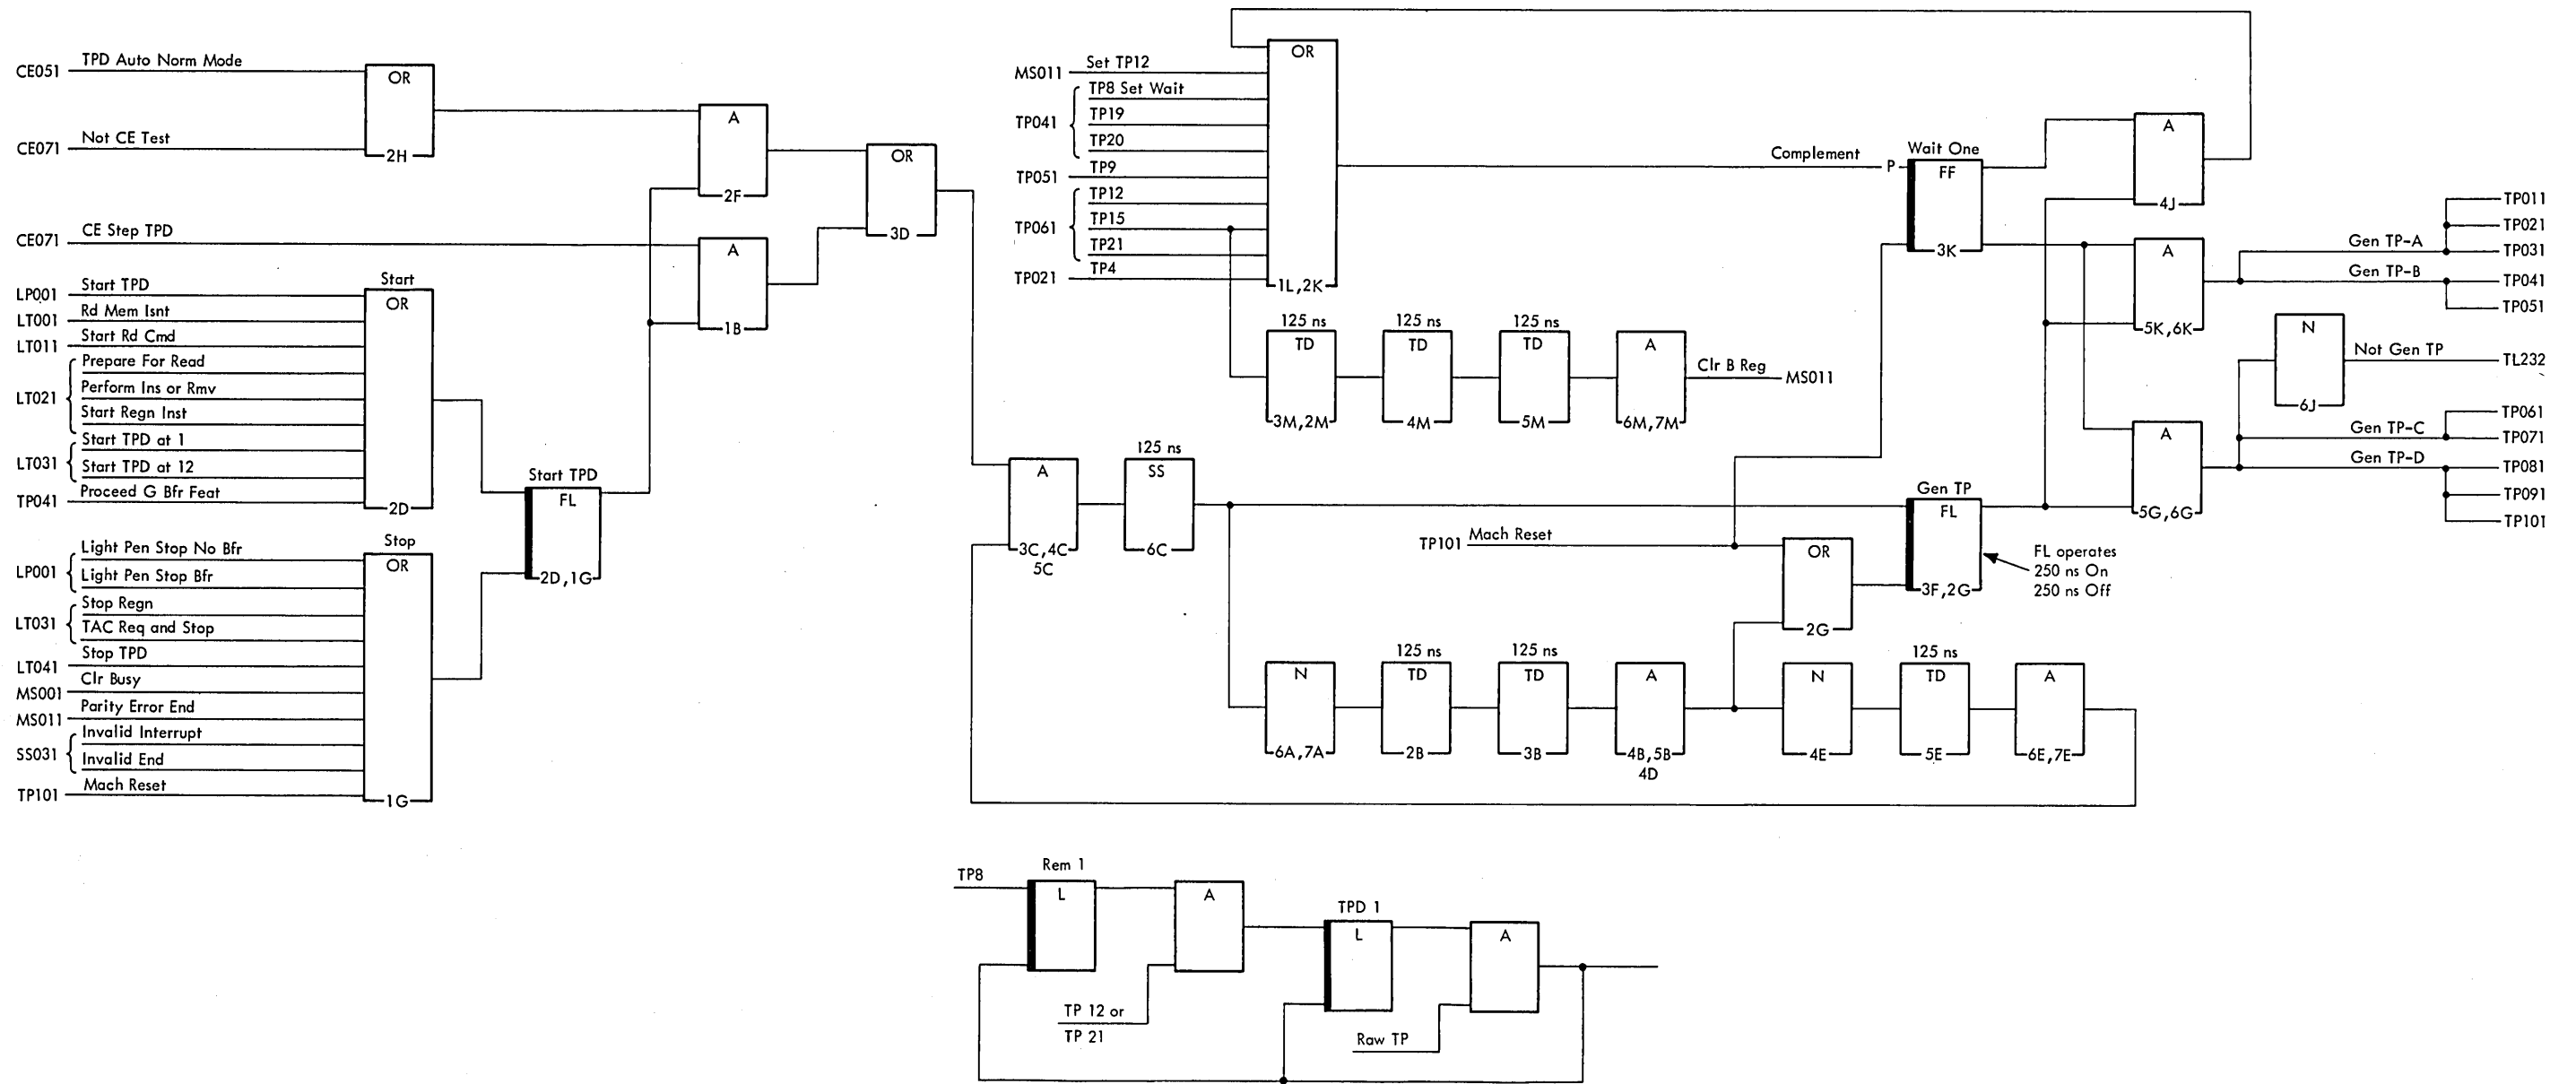 CE051 TPD Auto Norm Mode
OR
2H
CE071 Not CE Test
A
2F
OR
3D
CE071 CE Step TPD
A
1B
Start
OR
2D
LP001 Start TPD
LT001 Rd Mem Isnt
LT011 Start Rd Cmd
LT021 Prepare For Read
Perform Ins or Rmv
Start Regn Inst
LT031 Start TPD at 1
Start TPD at 12
TP041 Proceed G Bfr Feat
Start TPD
FL
2D,1G
Stop
OR
1G
LP001 Light Pen Stop No Bfr
Light Pen Stop Bfr
LT031 Stop Regn
TAC Req and Stop
LT041 Stop TPD
MS001 Clr Busy
MS011 Parity Error End
SS031 Invalid Interrupt
Invalid End
TP101 Mach Reset
OR
1L,2K
MS011 Set TP12
TP041 TP8 Set Wait
TP19
TP20
TP051 TP9
TP061 TP12
TP15
TP21
TP021 TP4
Complement P
Wait One
FF
3K
A
4J
A
5K,6K
Gen TP-A
TP011
TP021
TP031
Gen TP-B
TP041
TP051
N
6J
Not Gen TP
TL232
A
5G,6G
Gen TP-C
TP061
TP071
Gen TP-D
TP081
TP091
TP101
125 ns
TD
3M,2M
125 ns
TD
4M
125 ns
TD
5M
A
6M,7M
Clr B Reg
MS011
A
3C,4C
5C
125 ns
SS
6C
TP101 Mach Reset
OR
2G
Gen TP
FL
3F,2G
FL operates
250 ns On
250 ns Off
N
6A,7A
125 ns
TD
2B
125 ns
TD
3B
A
4B,5B
4D
N
4E
125 ns
TD
5E
A
6E,7E
TP8
Rem 1
L
A
TP 12 or
TP 21
TPD 1
L
A
Raw TP